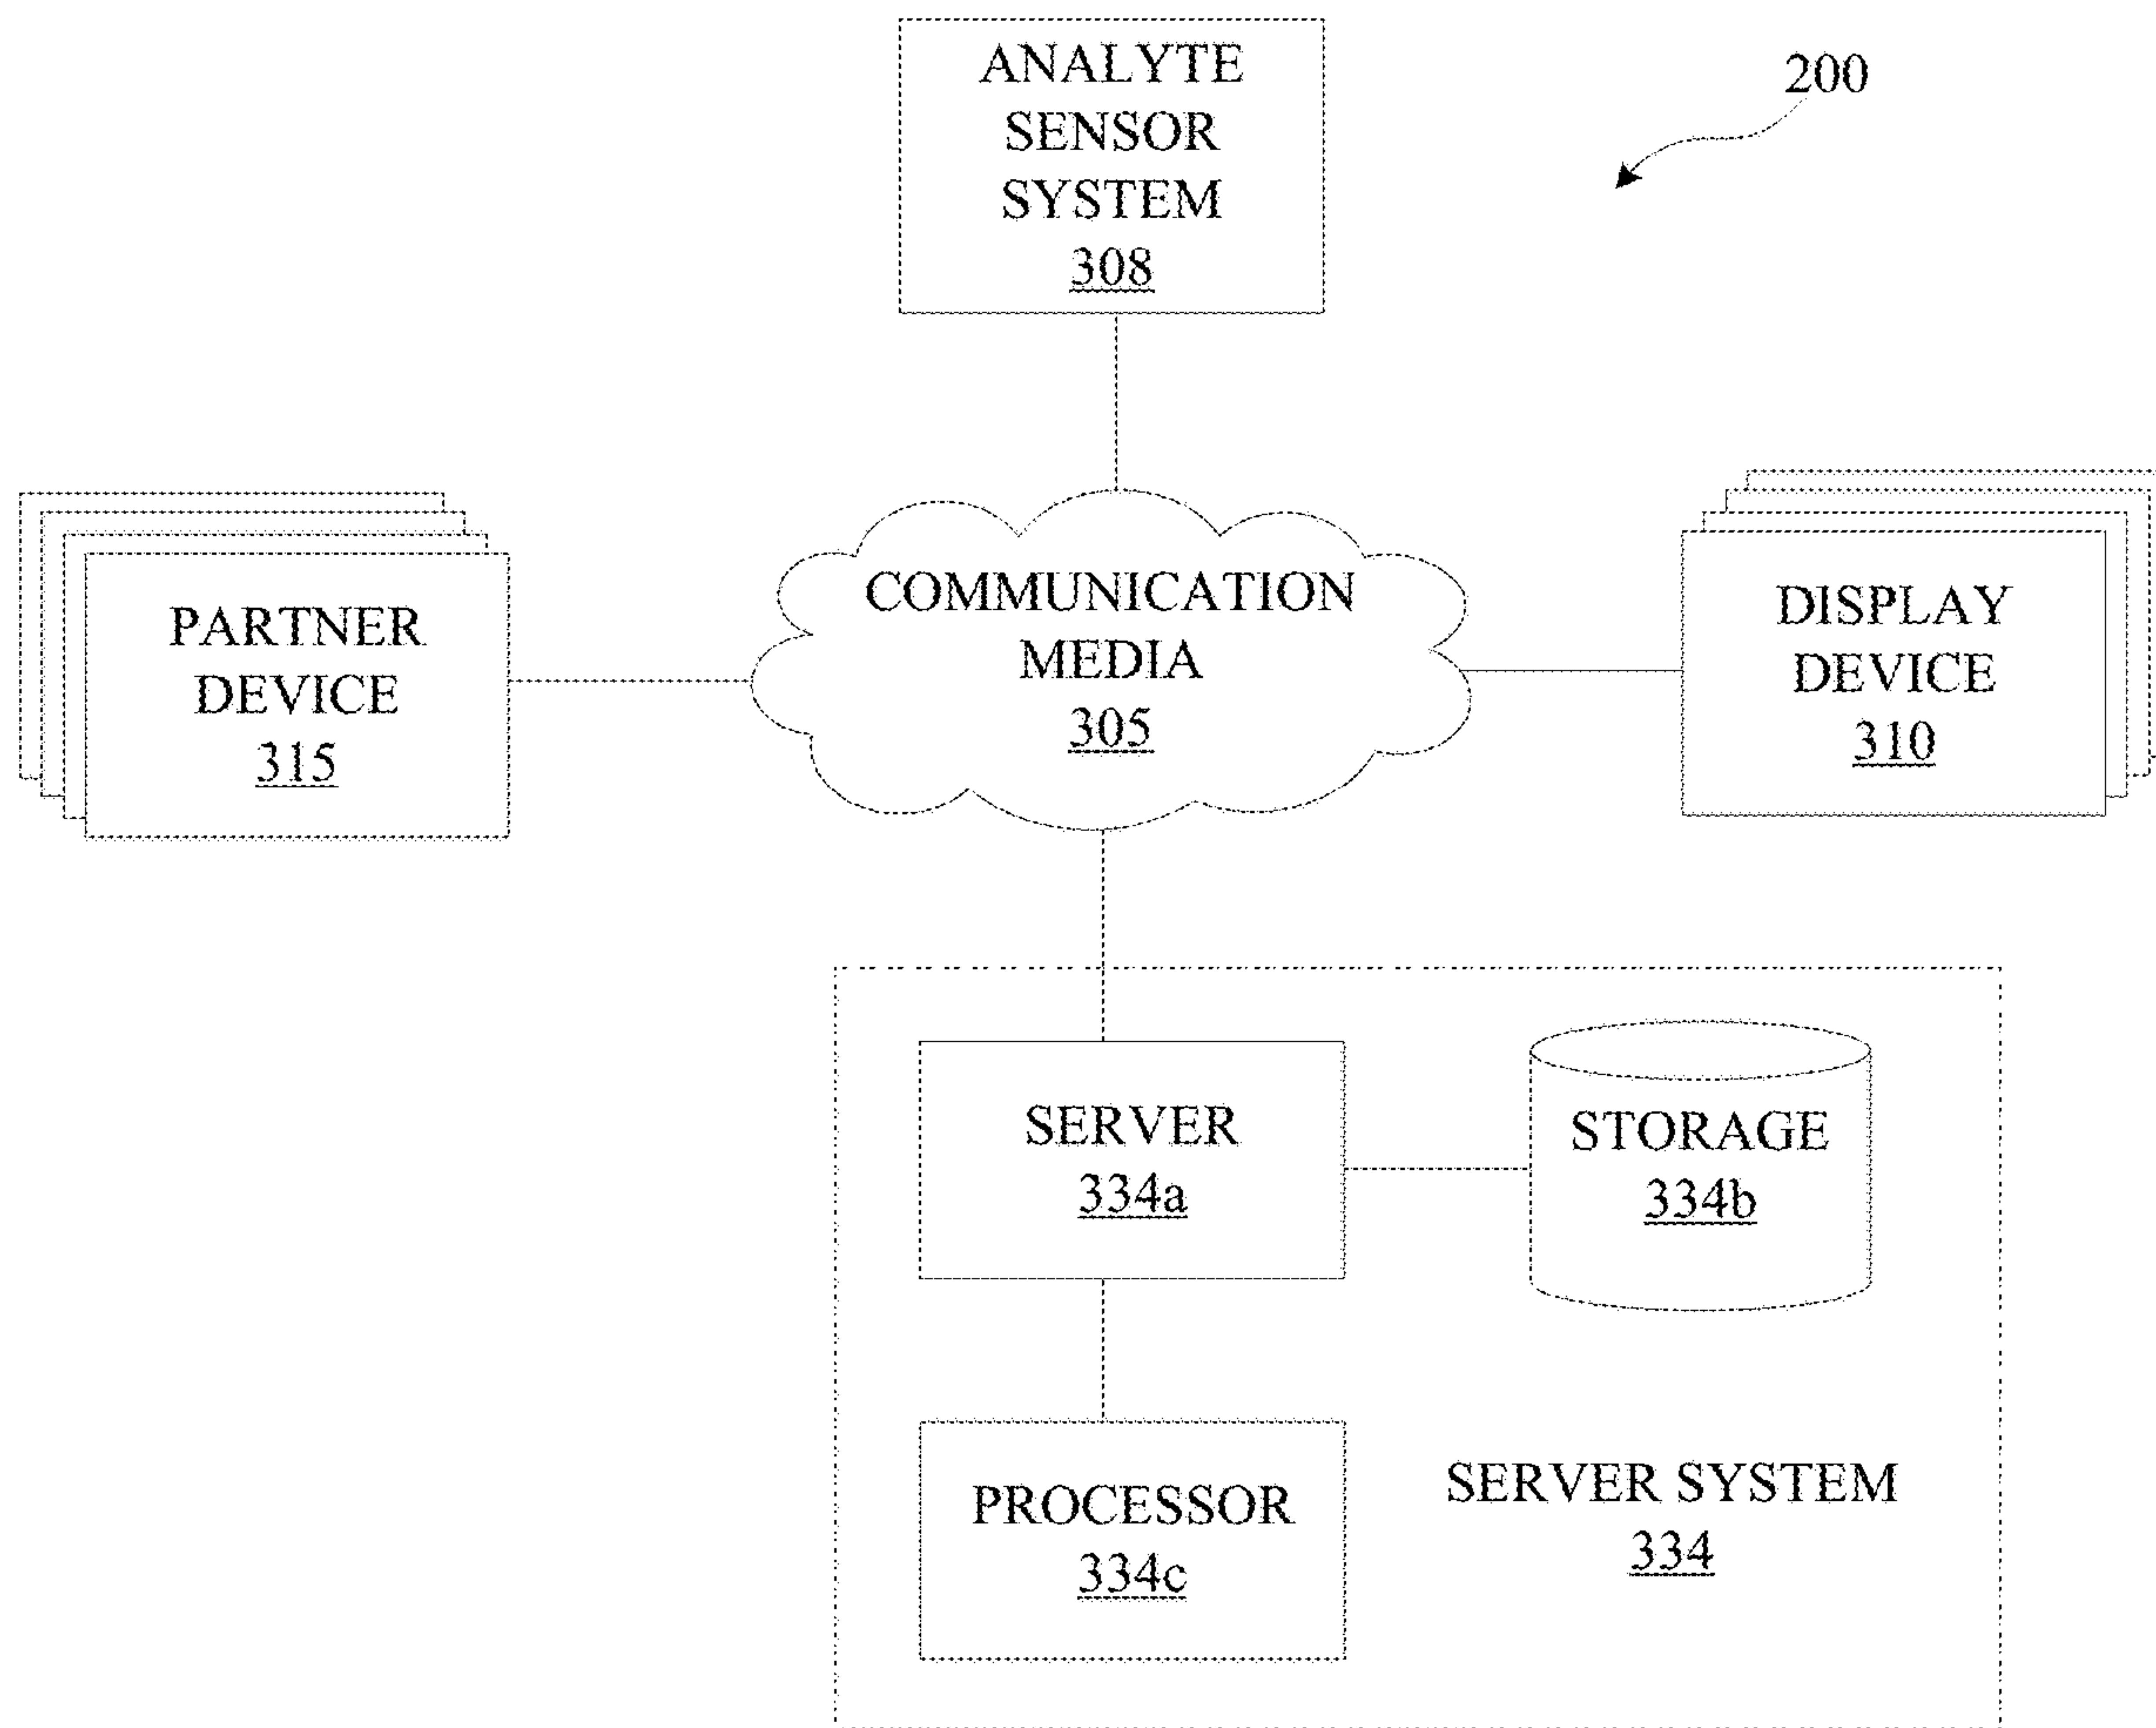 ANALYTE
SENSOR
SYSTEM
308
200
PARTNER
DEVICE
315
COMMUNICATION
MEDIA
305
DISPLAY
DEVICE
310
SERVER
334a
STORAGE
334b
PROCESSOR
334c
SERVER SYSTEM
334